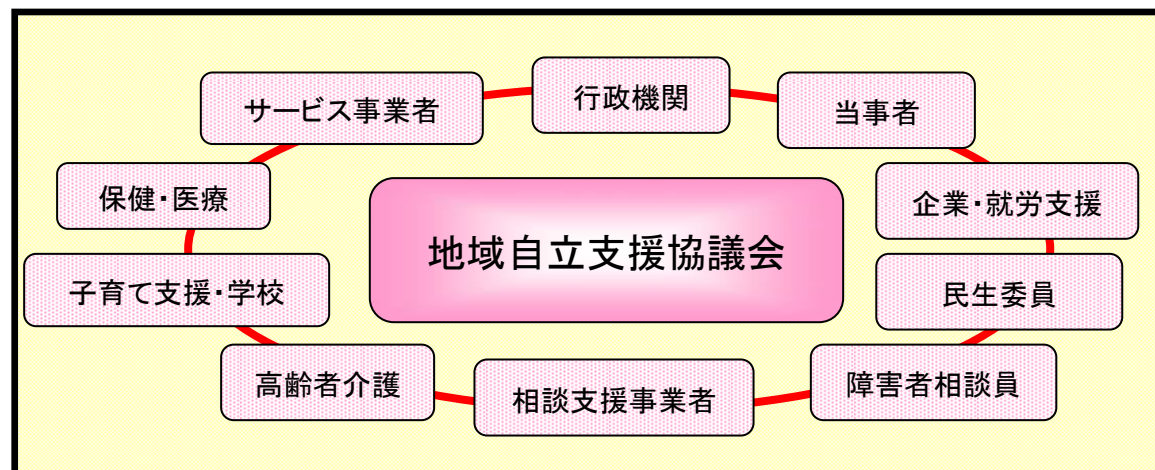 行政機関
サービス事業者
当事者
保健・医療
企業・就労支援
地域自立支援協議会
子育て支援・学校
民生委員
高齢者介護
相談支援事業者
障害者相談員